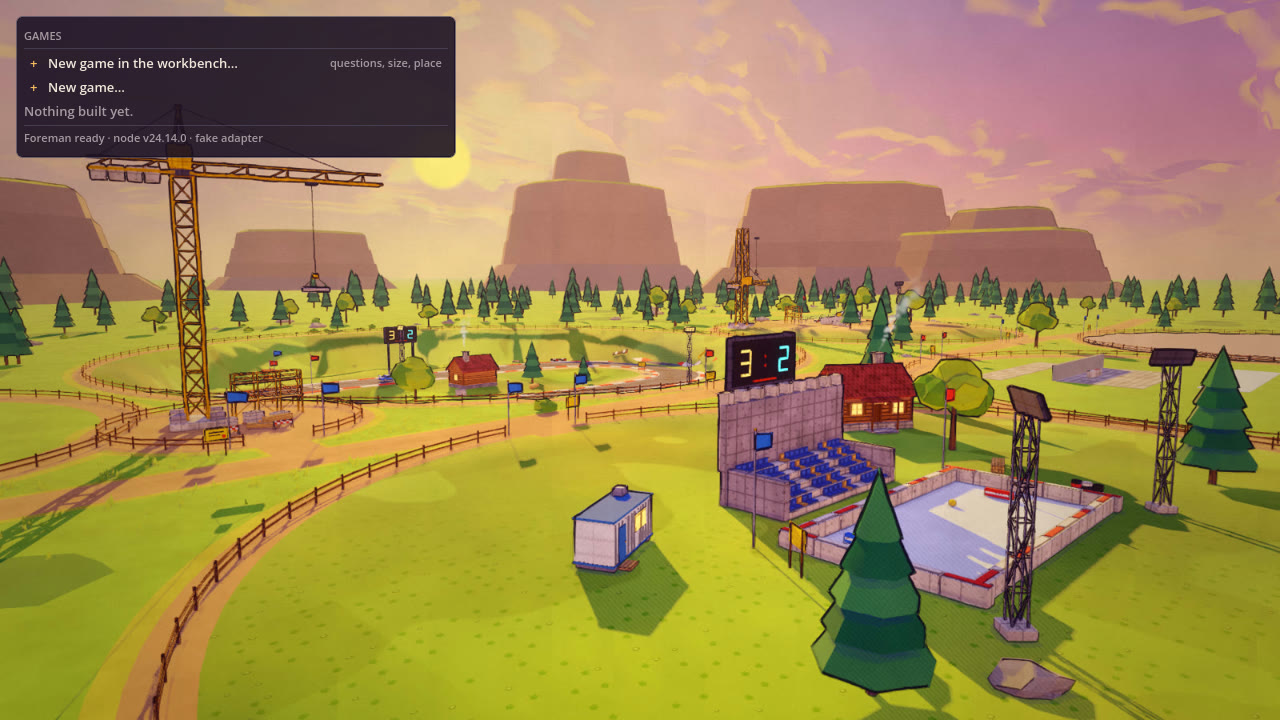 GAMES
+ New game in the workbench... questions, size, place
+ New game...
Nothing built yet.
Foreman ready · node v24.14.0 · fake adapter
3 2
3 : 2